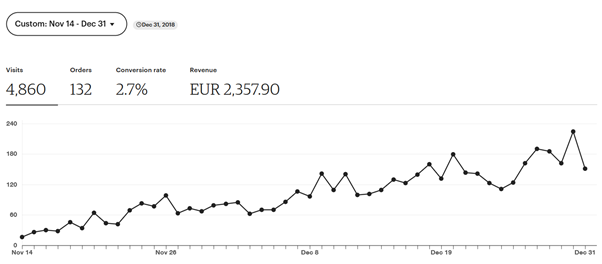 Custom: Nov 14 - Dec 31 ▼
Dec 31, 2018
Visits Orders Conversion rate Revenue
4,860 132 2.7% EUR 2,357.90
240
180
120
60
0
Nov 14 Nov 28 Dec 8 Dec 19 Dec 31